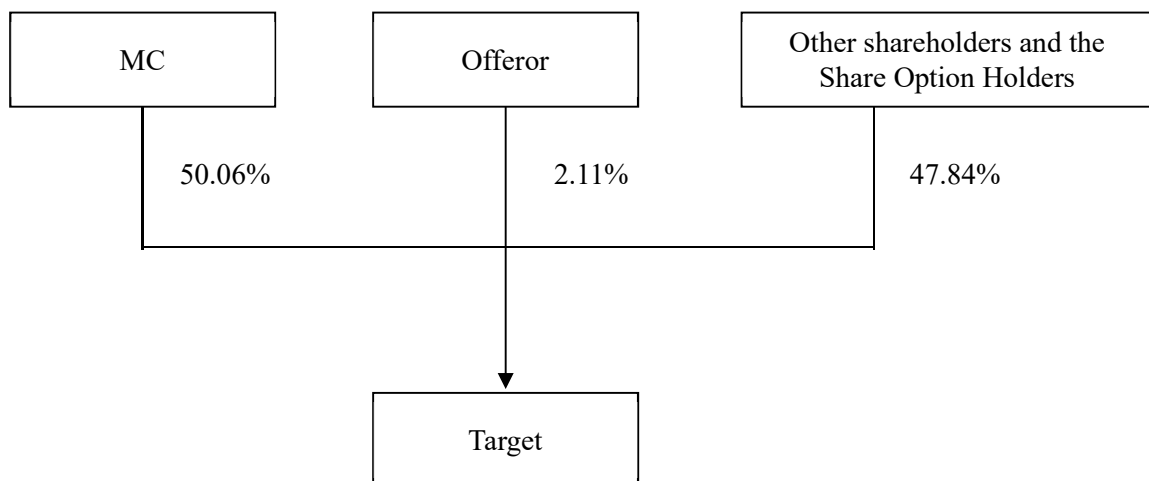 MC
Offeror
Other shareholders and the
Share Option Holders
50.06%
2.11%
47.84%
Target